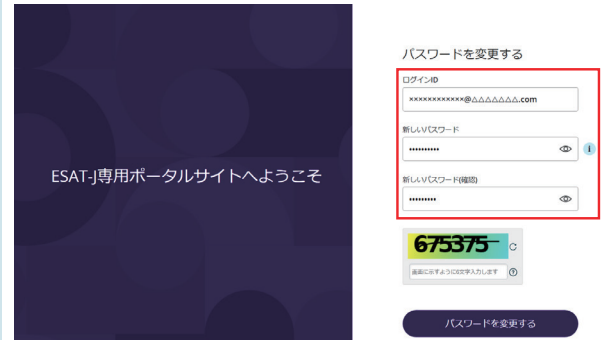 ESAT-J専用ポータルサイトへようこそ
パスワードを変更する
ログインID
××××××××××××@△△△△△△△.com
新しいパスワード
••••••••••
i
新しいパスワード(確認)
•••••••••
675375
画面に示すように文字入力します
?
パスワードを変更する